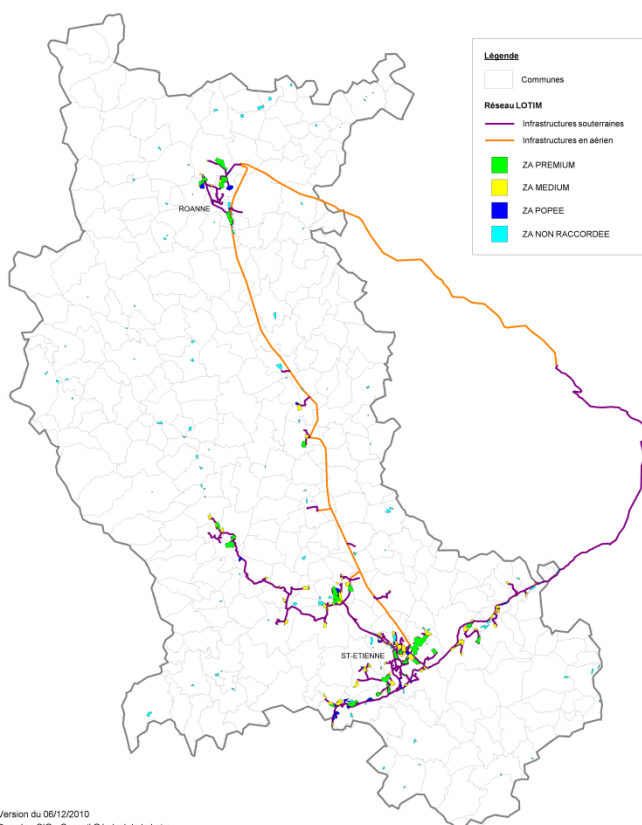 Légende
Communes
Réseau LOTIM
Infrastructures souterraines
Infrastructures en aérien
ZA PREMIUM
ZA MEDIUM
ZA POPEE
ZA NON RACCORDEE
ROANNE
ST-ETIENNE
Version du 06/12/2010